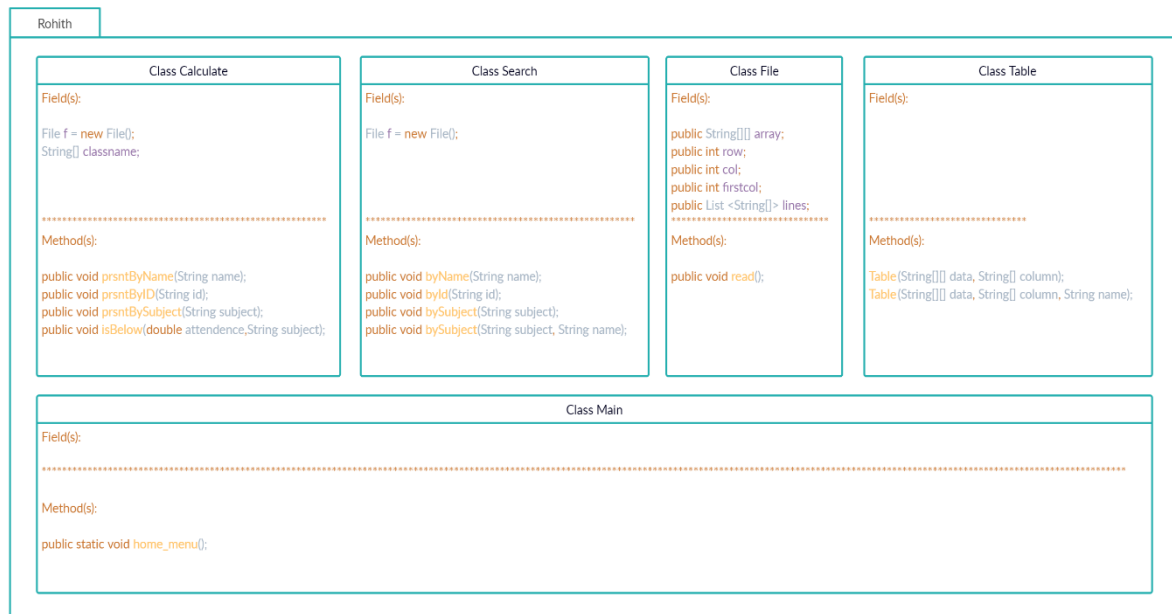 Rohith
Class Calculate
Field(s):
File f = new File();
String[] classname;
*********************************************************
Method(s):
public void prsntByName(String name);
public void prsntByID(String id);
public void prsntBySubject(String subject);
public void isBelow(double attendence,String subject);
Class Search
Field(s):
File f = new File();
******************************************************
Method(s):
public void byName(String name);
public void byId(String id);
public void bySubject(String subject);
public void bySubject(String subject, String name);
Class File
Field(s):
public String[][] array;
public int row;
public int col;
public int firstcol;
public List <String[]> lines;
*******************************
Method(s):
public void read();
Class Table
Field(s):
*******************************
Method(s):
Table(String[][] data, String[] column);
Table(String[][] data, String[] column, String name);
Class Main
Field(s):
*************************************************************************************************************************************************************************************************************************
Method(s):
public static void home_menu();